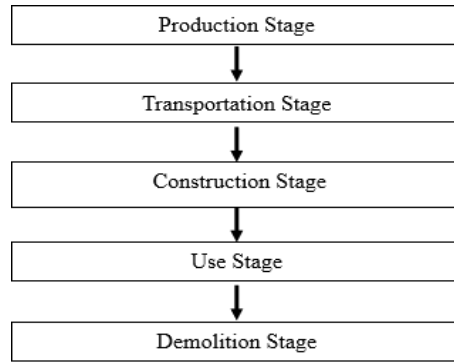 Production Stage
Transportation Stage
Construction Stage
Use Stage
Demolition Stage